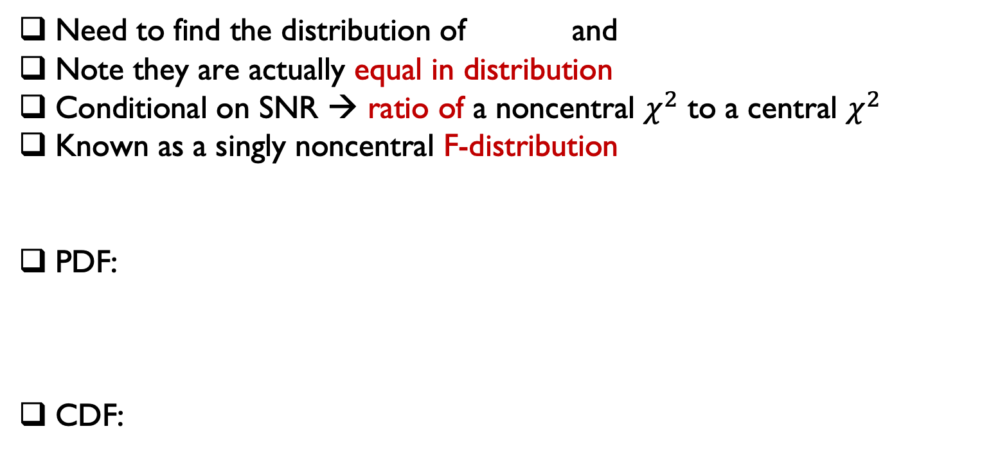 ❑ Need to find the distribution of and
❑ Note they are actually equal in distribution
❑ Conditional on SNR → ratio of a noncentral χ² to a central χ²
❑ Known as a singly noncentral F-distribution
❑ PDF:
❑ CDF: